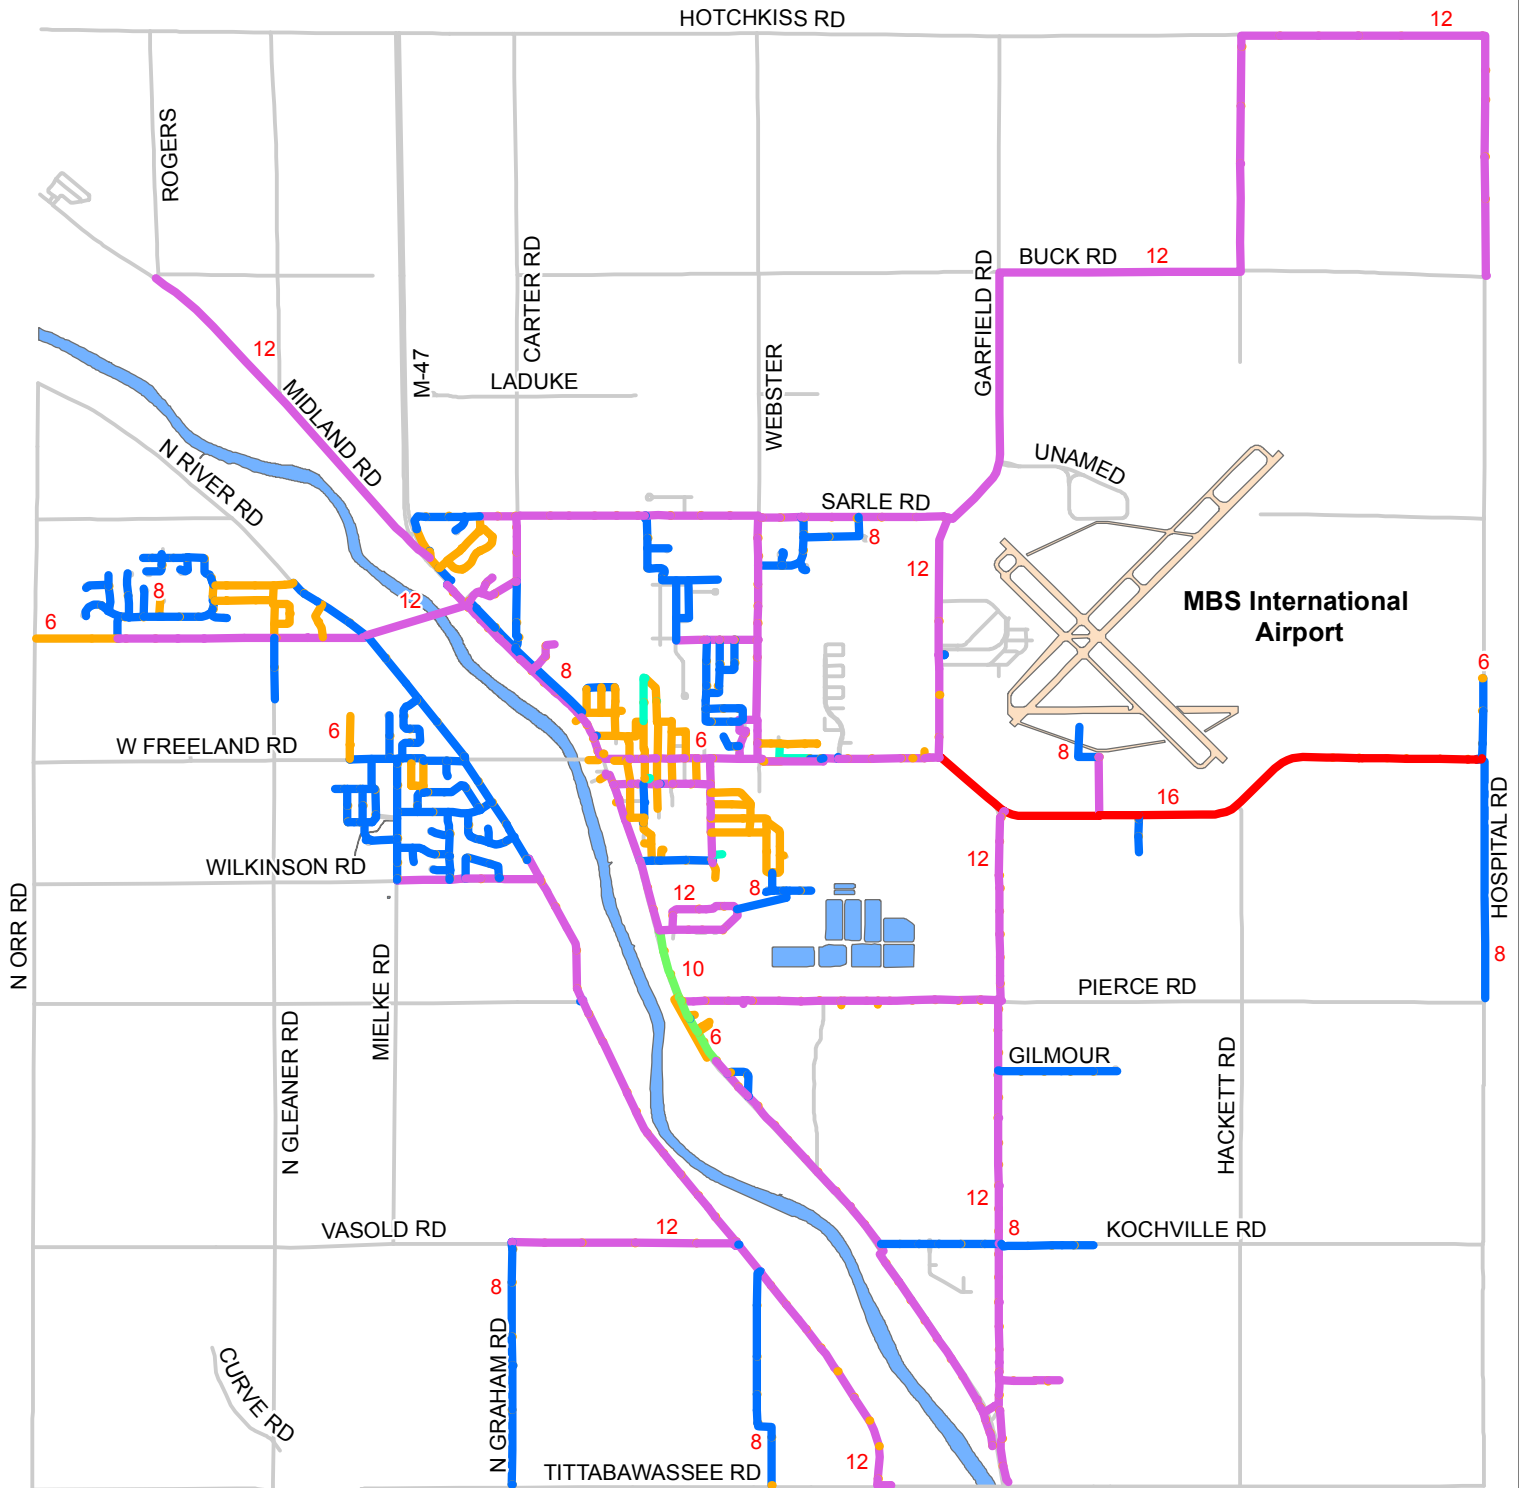 HOTCHKISS RD
12
ROGERS
CARTER RD
BUCK RD
12
GARFIELD RD
12
M-47
LADUKE
WEBSTER
MIDLAND RD
N RIVER RD
UNAMED
SARLE RD
8
12
8
12
6
MBS International
Airport
8
6
6
W FREELAND RD
6
8
16
HOSPITAL RD
WILKINSON RD
12
12
8
N ORR RD
8
10
PIERCE RD
MIELKE RD
N GLEANER RD
6
GILMOUR
HACKETT RD
12
VASOLD RD
12
8
KOCHVILLE RD
8
N GRAHAM RD
CURVE RD
8
12
TITTABAWASSEE RD